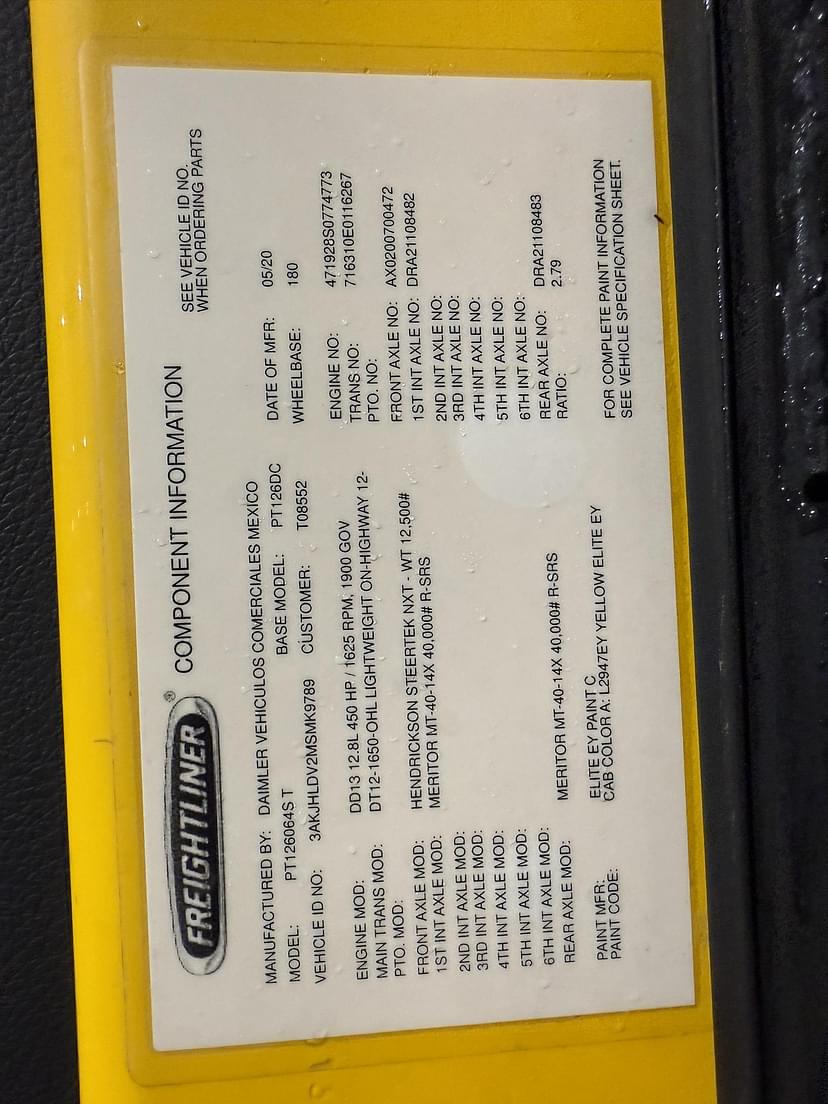 FREIGHTLINER® COMPONENT INFORMATION
SEE VEHICLE ID NO.
WHEN ORDERING PARTS
MANUFACTURED BY: DAIMLER VEHICULOS COMERCIALES MEXICO DATE OF MFR: 05/20
MODEL: PT126064S T BASE MODEL: PT126DC WHEELBASE: 180
VEHICLE ID NO: 3AKJHLDV2MSMK9789 CUSTOMER: T08552
ENGINE MOD: DD13 12.8L 450 HP / 1625 RPM, 1900 GOV ENGINE NO: 471928S0774773
MAIN TRANS MOD: DT12-1650-OHL LIGHTWEIGHT ON-HIGHWAY 12- TRANS NO: 716310E0116267
PTO. MOD: PTO. NO:
FRONT AXLE MOD: HENDRICKSON STEERTEK NXT - WT 12,500# FRONT AXLE NO: AX0200700472
1ST INT AXLE MOD: MERITOR MT-40-14X 40,000# R-SRS 1ST INT AXLE NO: DRA21108482
2ND INT AXLE MOD: 2ND INT AXLE NO:
3RD INT AXLE MOD: 3RD INT AXLE NO:
4TH INT AXLE MOD: 4TH INT AXLE NO:
5TH INT AXLE MOD: 5TH INT AXLE NO:
6TH INT AXLE MOD: 6TH INT AXLE NO:
REAR AXLE MOD: MERITOR MT-40-14X 40,000# R-SRS REAR AXLE NO: DRA21108483
RATIO: 2.79
PAINT MFR: ELITE EY PAINT C FOR COMPLETE PAINT INFORMATION
PAINT CODE: CAB COLOR A: L2947EY YELLOW ELITE EY SEE VEHICLE SPECIFICATION SHEET.